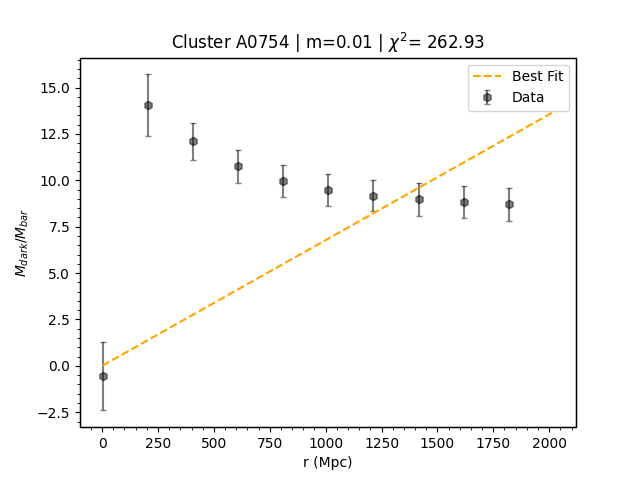 Cluster A0754 | m=0.01 | χ²= 262.93
Best Fit
Data
15.0
12.5
10.0
7.5
5.0
2.5
0.0
−2.5
M_dark/M_bar
0 250 500 750 1000 1250 1500 1750 2000
r (Mpc)